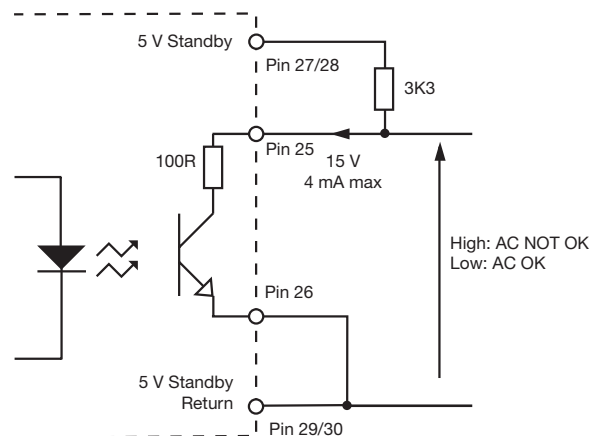 5 V Standby
Pin 27/28
3K3
Pin 25
100R
15 V
4 mA max
High: AC NOT OK
Low: AC OK
Pin 26
5 V Standby
Return
Pin 29/30